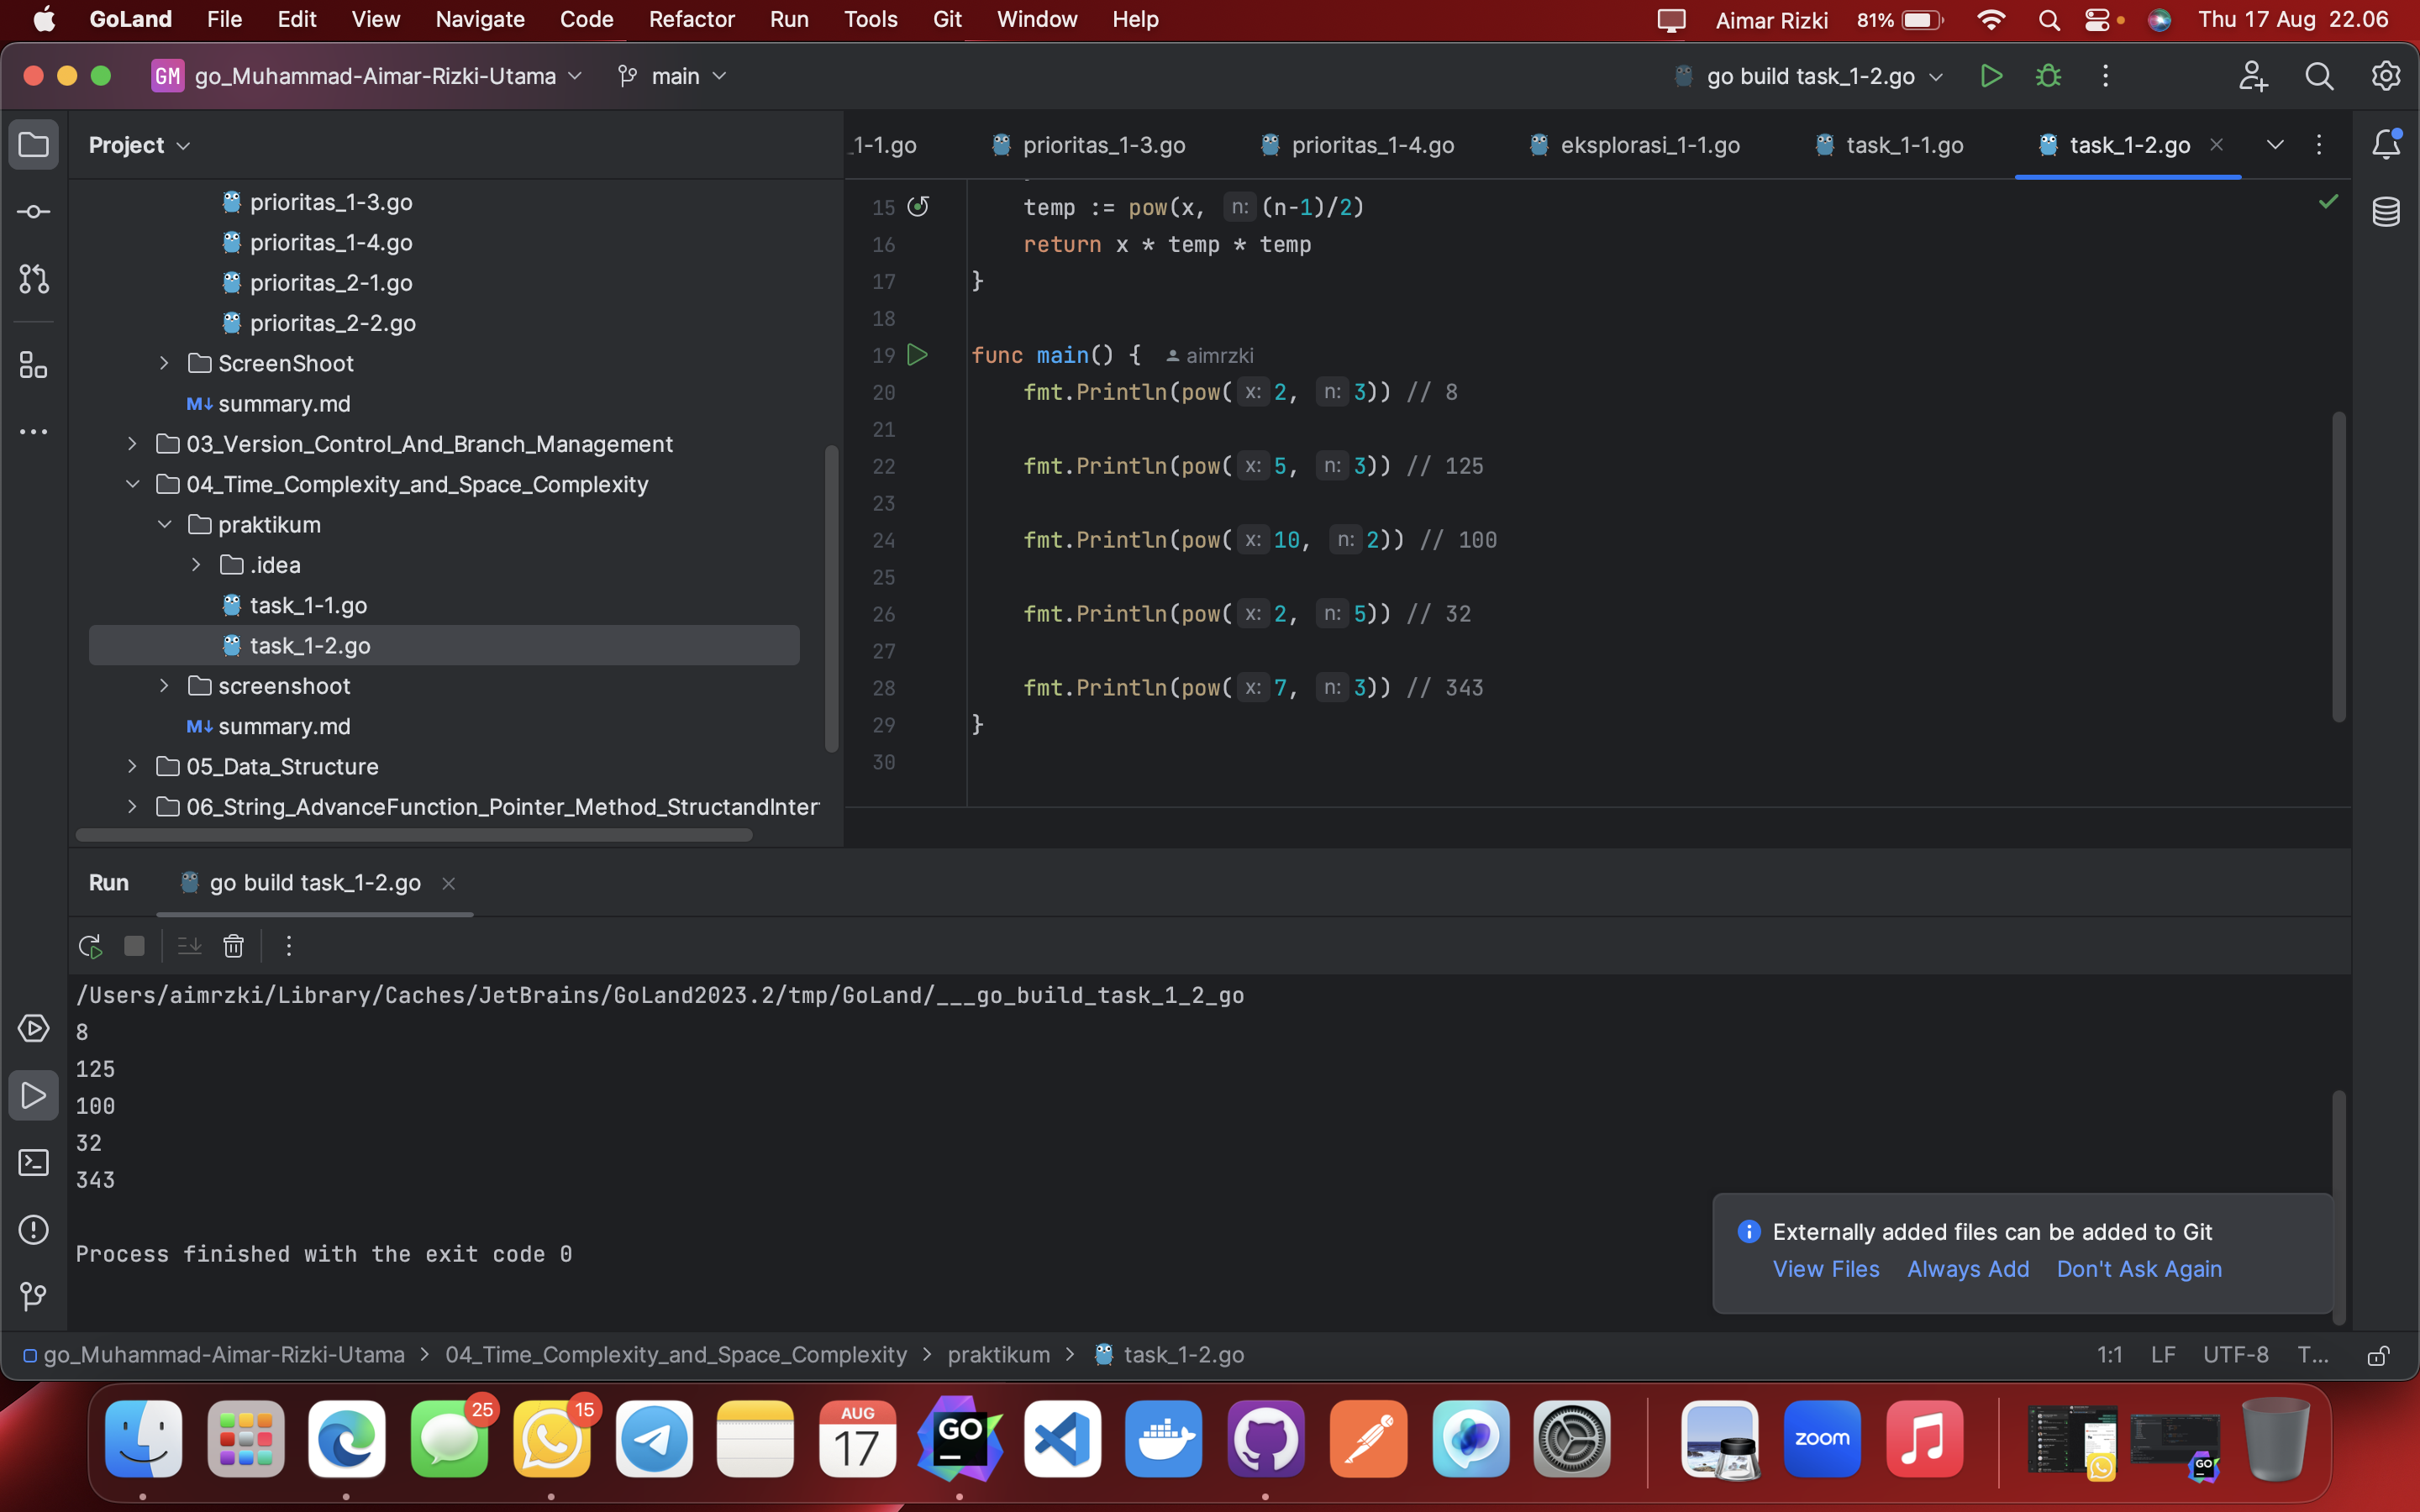 GoLand File Edit View Navigate Code Refactor Run Tools Git Window Help Aimar Rizki 81% Thu 17 Aug 22.06
GM go_Muhammad-Aimar-Rizki-Utama main go build task_1-2.go
Project
_1-1.go prioritas_1-3.go prioritas_1-4.go eksplorasi_1-1.go task_1-1.go task_1-2.go
prioritas_1-3.go
prioritas_1-4.go
prioritas_2-1.go
prioritas_2-2.go
ScreenShoot
M↓ summary.md
03_Version_Control_And_Branch_Management
04_Time_Complexity_and_Space_Complexity
praktikum
.idea
task_1-1.go
task_1-2.go
screenshoot
M↓ summary.md
05_Data_Structure
06_String_AdvanceFunction_Pointer_Method_StructandInter
15 temp := pow(x, n: (n-1)/2)
16 return x * temp * temp
17 }
18
19 func main() { aimrzki
20 fmt.Println(pow( x: 2, n: 3)) // 8
21
22 fmt.Println(pow( x: 5, n: 3)) // 125
23
24 fmt.Println(pow( x: 10, n: 2)) // 100
25
26 fmt.Println(pow( x: 2, n: 5)) // 32
27
28 fmt.Println(pow( x: 7, n: 3)) // 343
29 }
30
Run go build task_1-2.go
/Users/aimrzki/Library/Caches/JetBrains/GoLand2023.2/tmp/GoLand/___go_build_task_1_2_go
8
125
100
32
343
Process finished with the exit code 0
Externally added files can be added to Git
View Files Always Add Don't Ask Again
go_Muhammad-Aimar-Rizki-Utama > 04_Time_Complexity_and_Space_Complexity > praktikum > task_1-2.go 1:1 LF UTF-8 T...
25 15 AUG 17 GO zoom GO